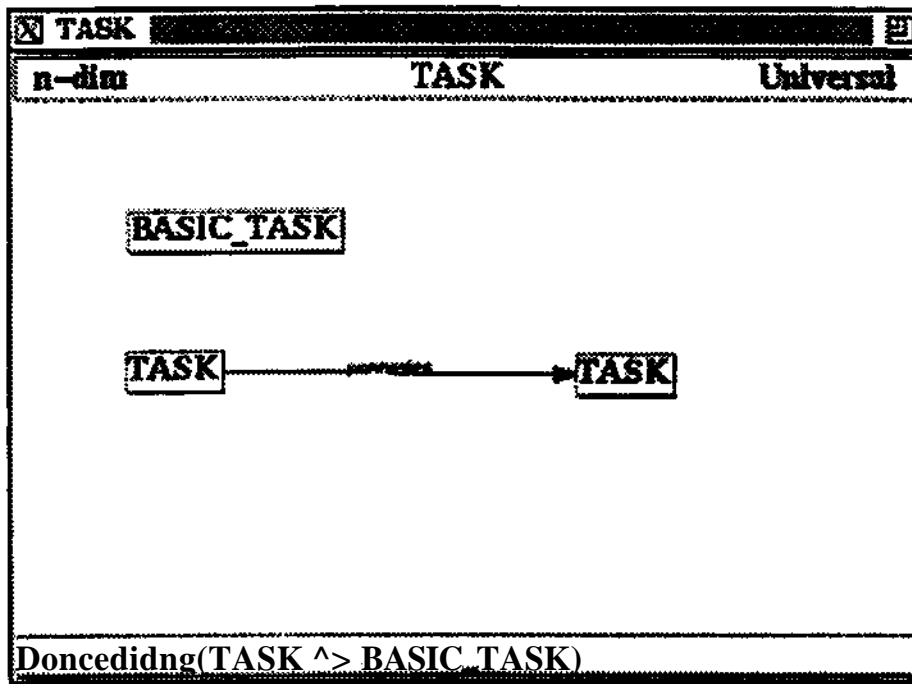 TASK
n-dim TASK Universal
BASIC_TASK
TASK TASK
Doncedidng(TASK ^> BASIC_TASK)